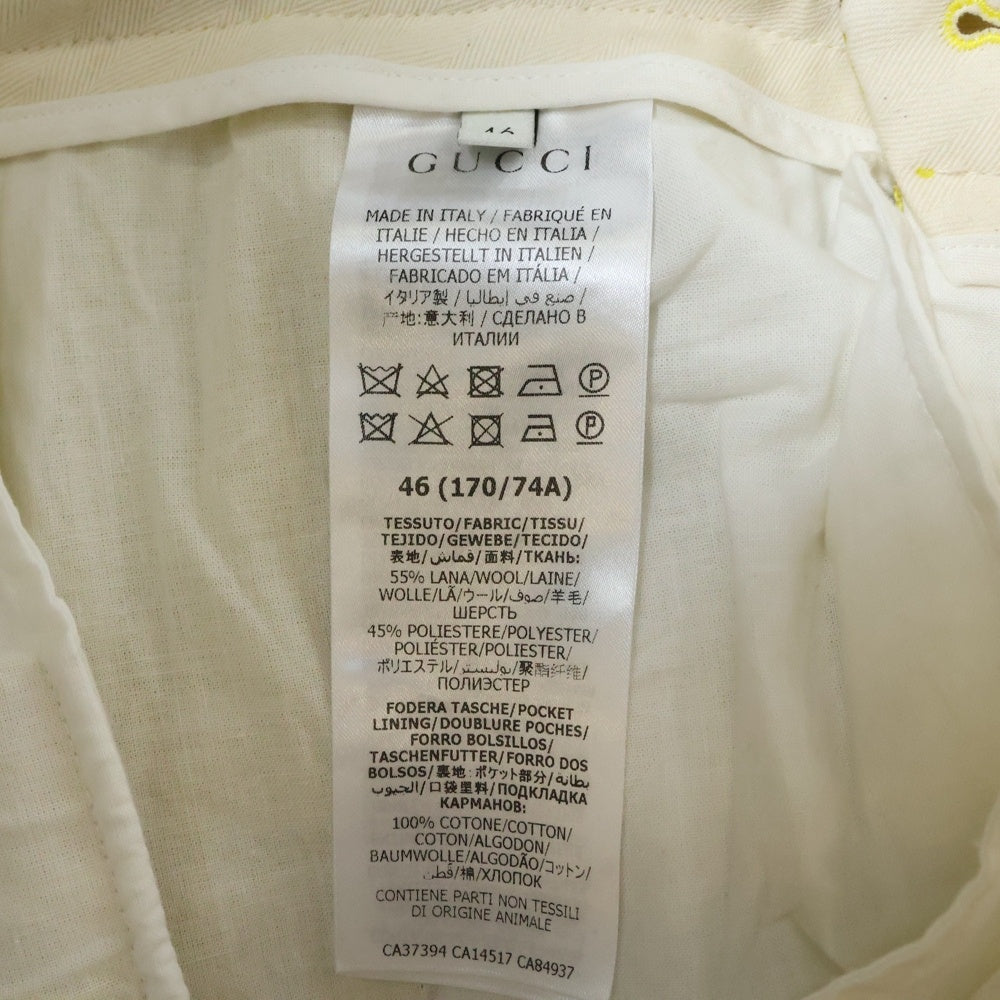 GUCCI
MADE IN ITALY / FABRIQUÉ EN
ITALIE / HECHO EN ITALIA /
HERGESTELLT IN ITALIEN /
FABRICADO EM ITÁLIA /
イタリア製 / صنع في إيطاليا /
产地:意大利 / СДЕЛАНО В
ИТАЛИИ
P
P
46 (170/74A)
TESSUTO/FABRIC/TISSU/
TEJIDO/GEWEBE/TECIDO/
表地/قماش/面料/ТКАНЬ:
55% LANA/WOOL/LAINE/
WOLLE/LÃ/ウール/صوف/羊毛/
ШЕРСТЬ
45% POLIESTERE/POLYESTER/
POLIÉSTER/POLIESTER/
ポリエステル/بوليستر/聚酯纤维/
ПОЛИЭСТЕР
FODERA TASCHE/POCKET
LINING/DOUBLURE POCHES/
FORRO BOLSILLOS/
TASCHENFUTTER/FORRO DOS
BOLSOS/裏地:ポケット部分/بطانة
الجيوب/口袋里料/ПОДКЛАДКА
КАРМАНОВ:
100% COTONE/COTTON/
COTON/ALGODON/
BAUMWOLLE/ALGODÃO/コットン/
قطن/棉/ХЛОПОК
CONTIENE PARTI NON TESSILI
DI ORIGINE ANIMALE
CA37394 CA14517 CA84937